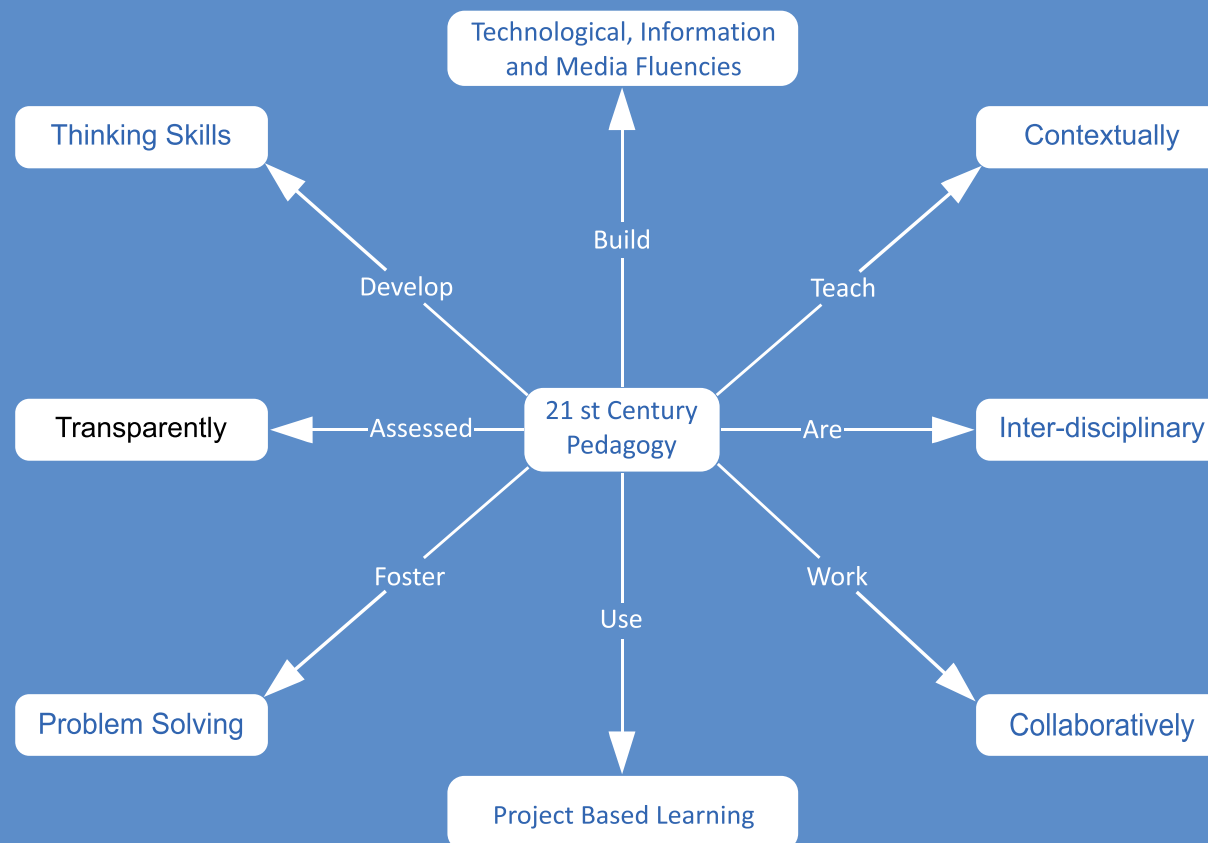 Technological, Information
and Media Fluencies
Thinking Skills
Contextually
Build
Develop
Teach
21 st Century
Pedagogy
Transparently
Assessed
Are
Inter-disciplinary
Foster
Work
Use
Problem Solving
Collaboratively
Project Based Learning